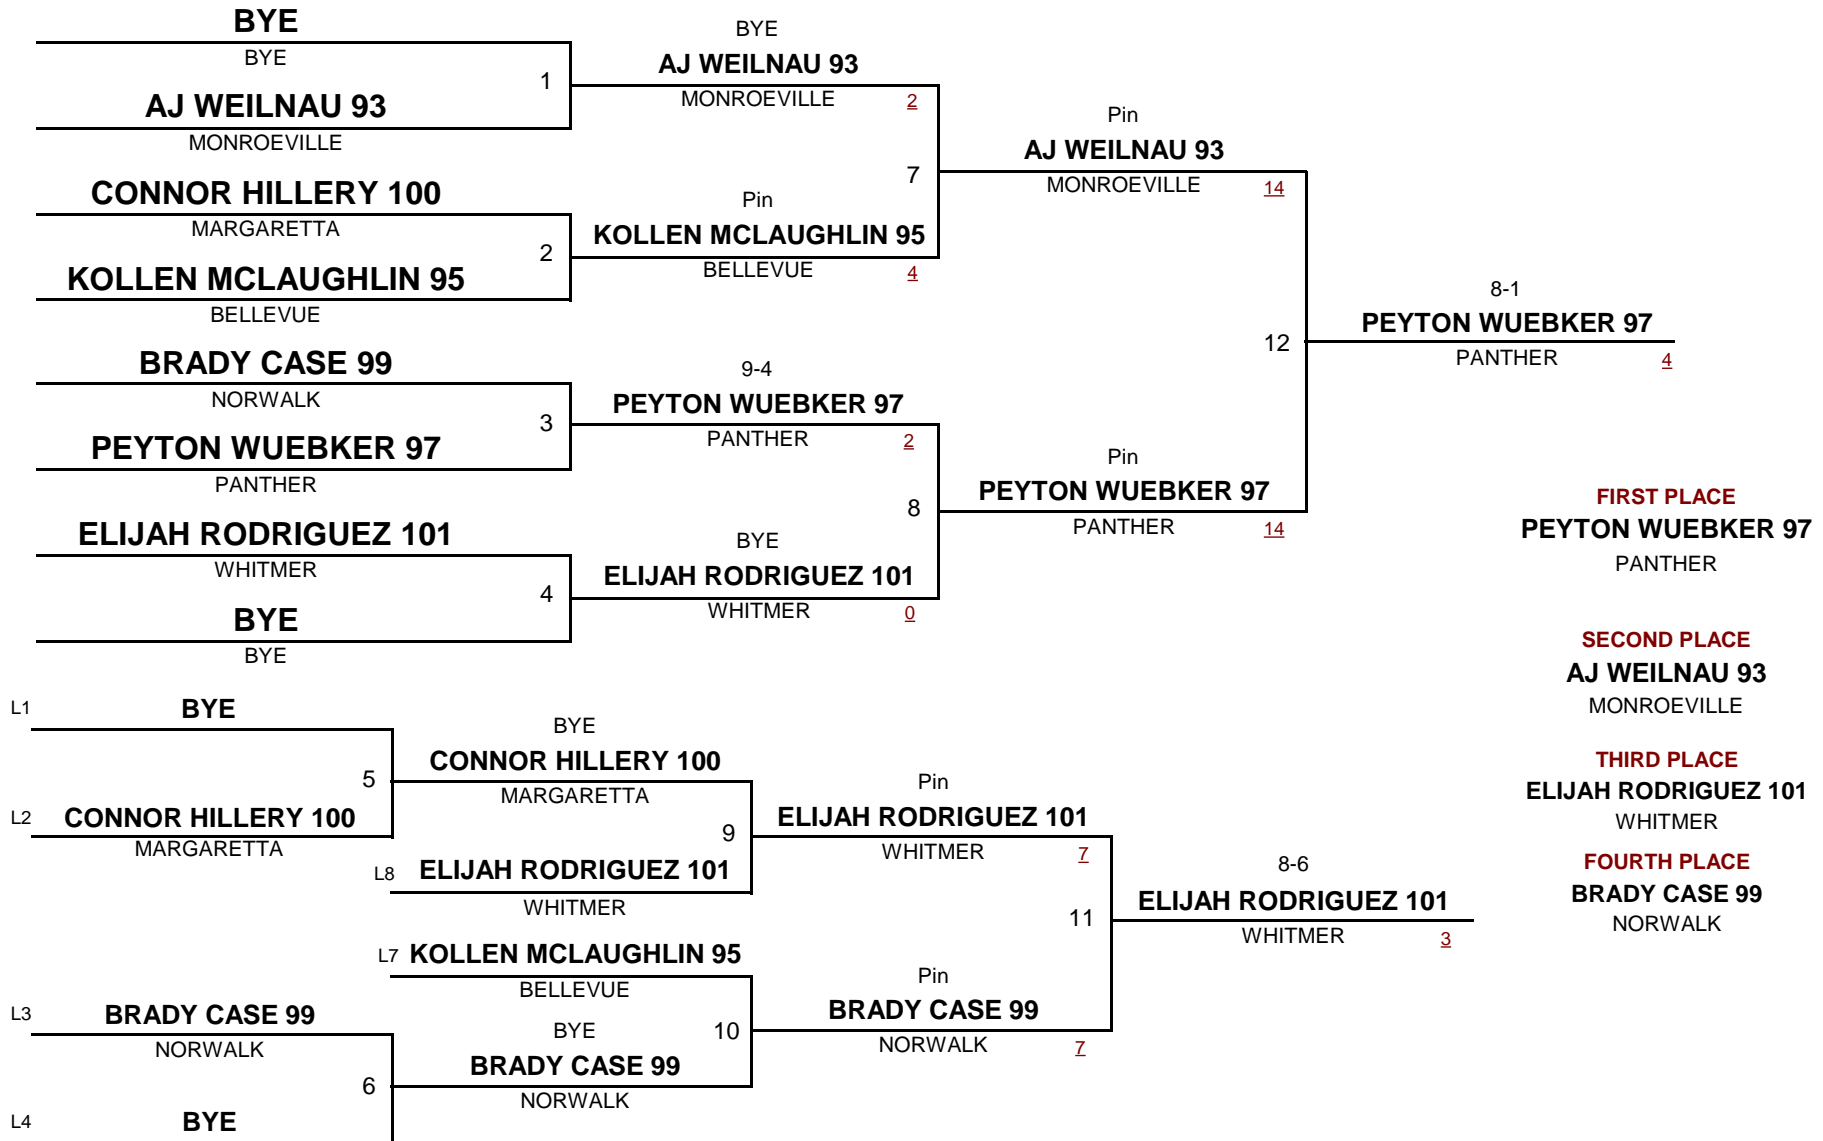 BYE
BYE
1
AJ WEILNAU 93
MONROEVILLE
CONNOR HILLERY 100
MARGARETTA
2
KOLLEN MCLAUGHLIN 95
BELLEVUE
BRADY CASE 99
NORWALK
3
PEYTON WUEBKER 97
PANTHER
ELIJAH RODRIGUEZ 101
WHITMER
4
BYE
BYE
BYE
AJ WEILNAU 93
MONROEVILLE 2
7
Pin
KOLLEN MCLAUGHLIN 95
BELLEVUE 4
9-4
PEYTON WUEBKER 97
PANTHER 2
8
BYE
ELIJAH RODRIGUEZ 101
WHITMER 0
Pin
AJ WEILNAU 93
MONROEVILLE 14
12
Pin
PEYTON WUEBKER 97
PANTHER 14
8-1
PEYTON WUEBKER 97
PANTHER 4
FIRST PLACE
PEYTON WUEBKER 97
PANTHER
SECOND PLACE
AJ WEILNAU 93
MONROEVILLE
THIRD PLACE
ELIJAH RODRIGUEZ 101
WHITMER
FOURTH PLACE
BRADY CASE 99
NORWALK
L1 BYE
5
L2 CONNOR HILLERY 100
MARGARETTA
L3 BRADY CASE 99
NORWALK
6
L4 BYE
BYE
CONNOR HILLERY 100
MARGARETTA
9
L8 ELIJAH RODRIGUEZ 101
WHITMER
L7 KOLLEN MCLAUGHLIN 95
BELLEVUE
10
BYE
BRADY CASE 99
NORWALK
Pin
ELIJAH RODRIGUEZ 101
WHITMER 7
11
Pin
BRADY CASE 99
NORWALK 7
8-6
ELIJAH RODRIGUEZ 101
WHITMER 3